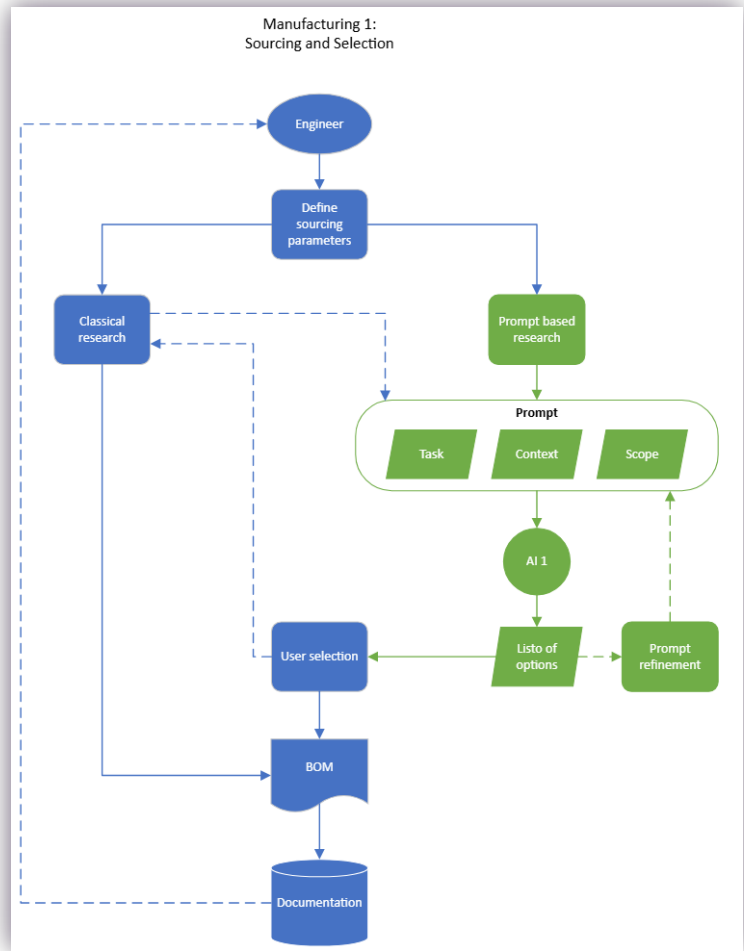 Manufacturing 1:
Sourcing and Selection
Engineer
Define
sourcing
parameters
Classical
research
Prompt based
research
Prompt
Task
Context
Scope
AI 1
User selection
Listo of
options
Prompt
refinement
BOM
Documentation